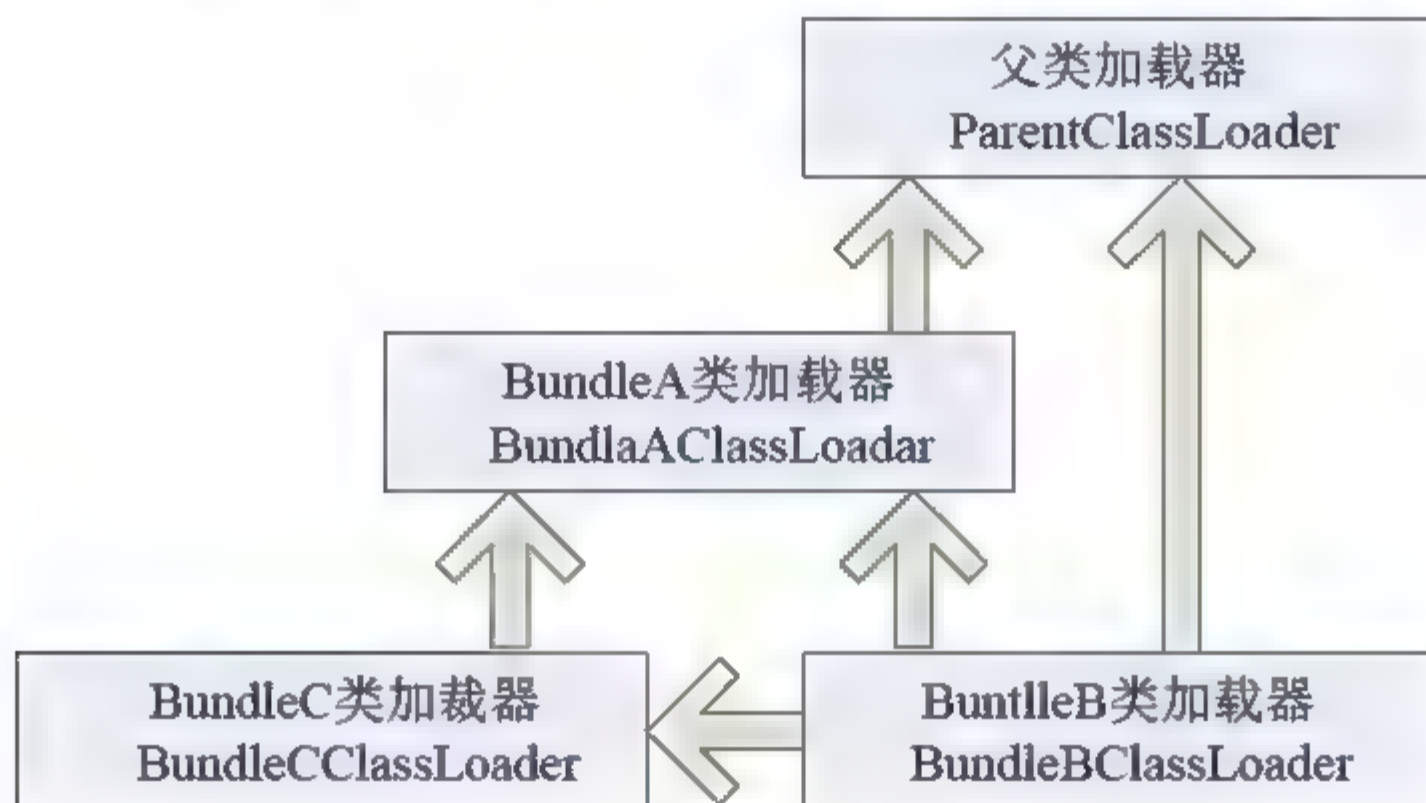 父类加载器
ParentClassLoader
BundleA类加载器
BundlaAClassLoadar
BundleC类加裁器
BundleCClassLoader
BuntlleB类加载器
BundleBClassLoader